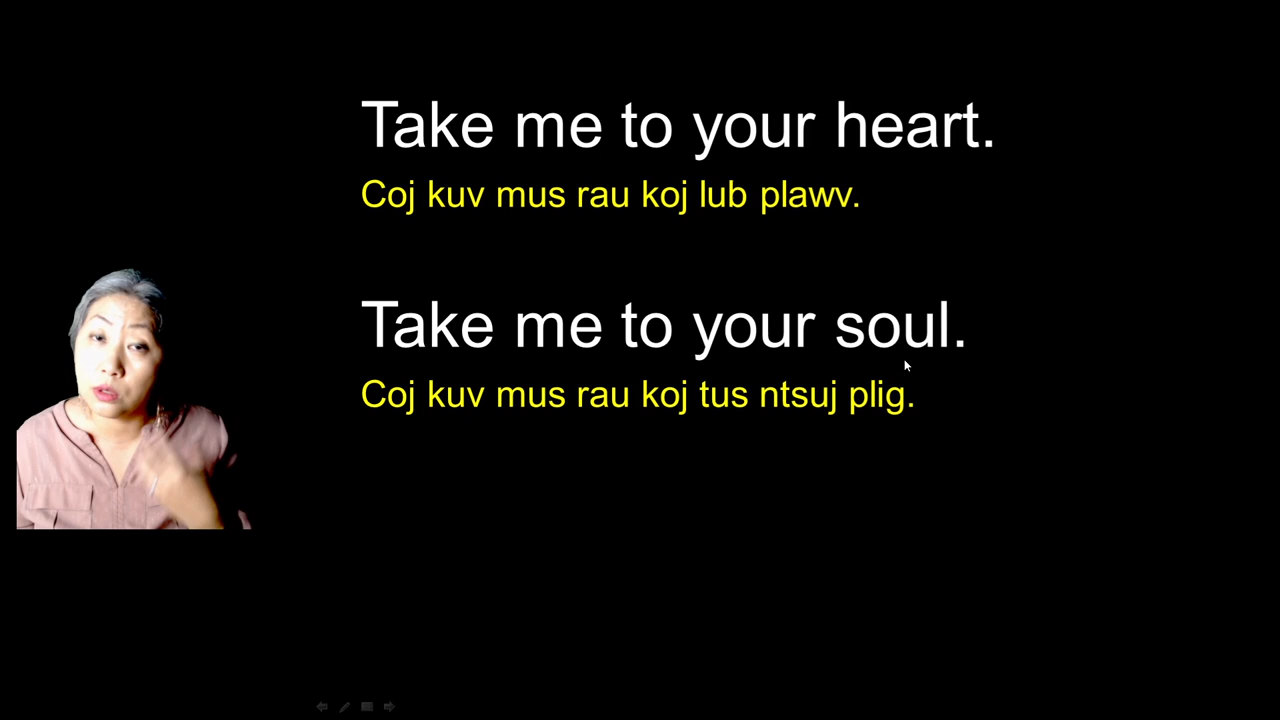 Take me to your heart.
Coj kuv mus rau koj lub plawv.
Take me to your soul.
Coj kuv mus rau koj tus ntsuj plig.